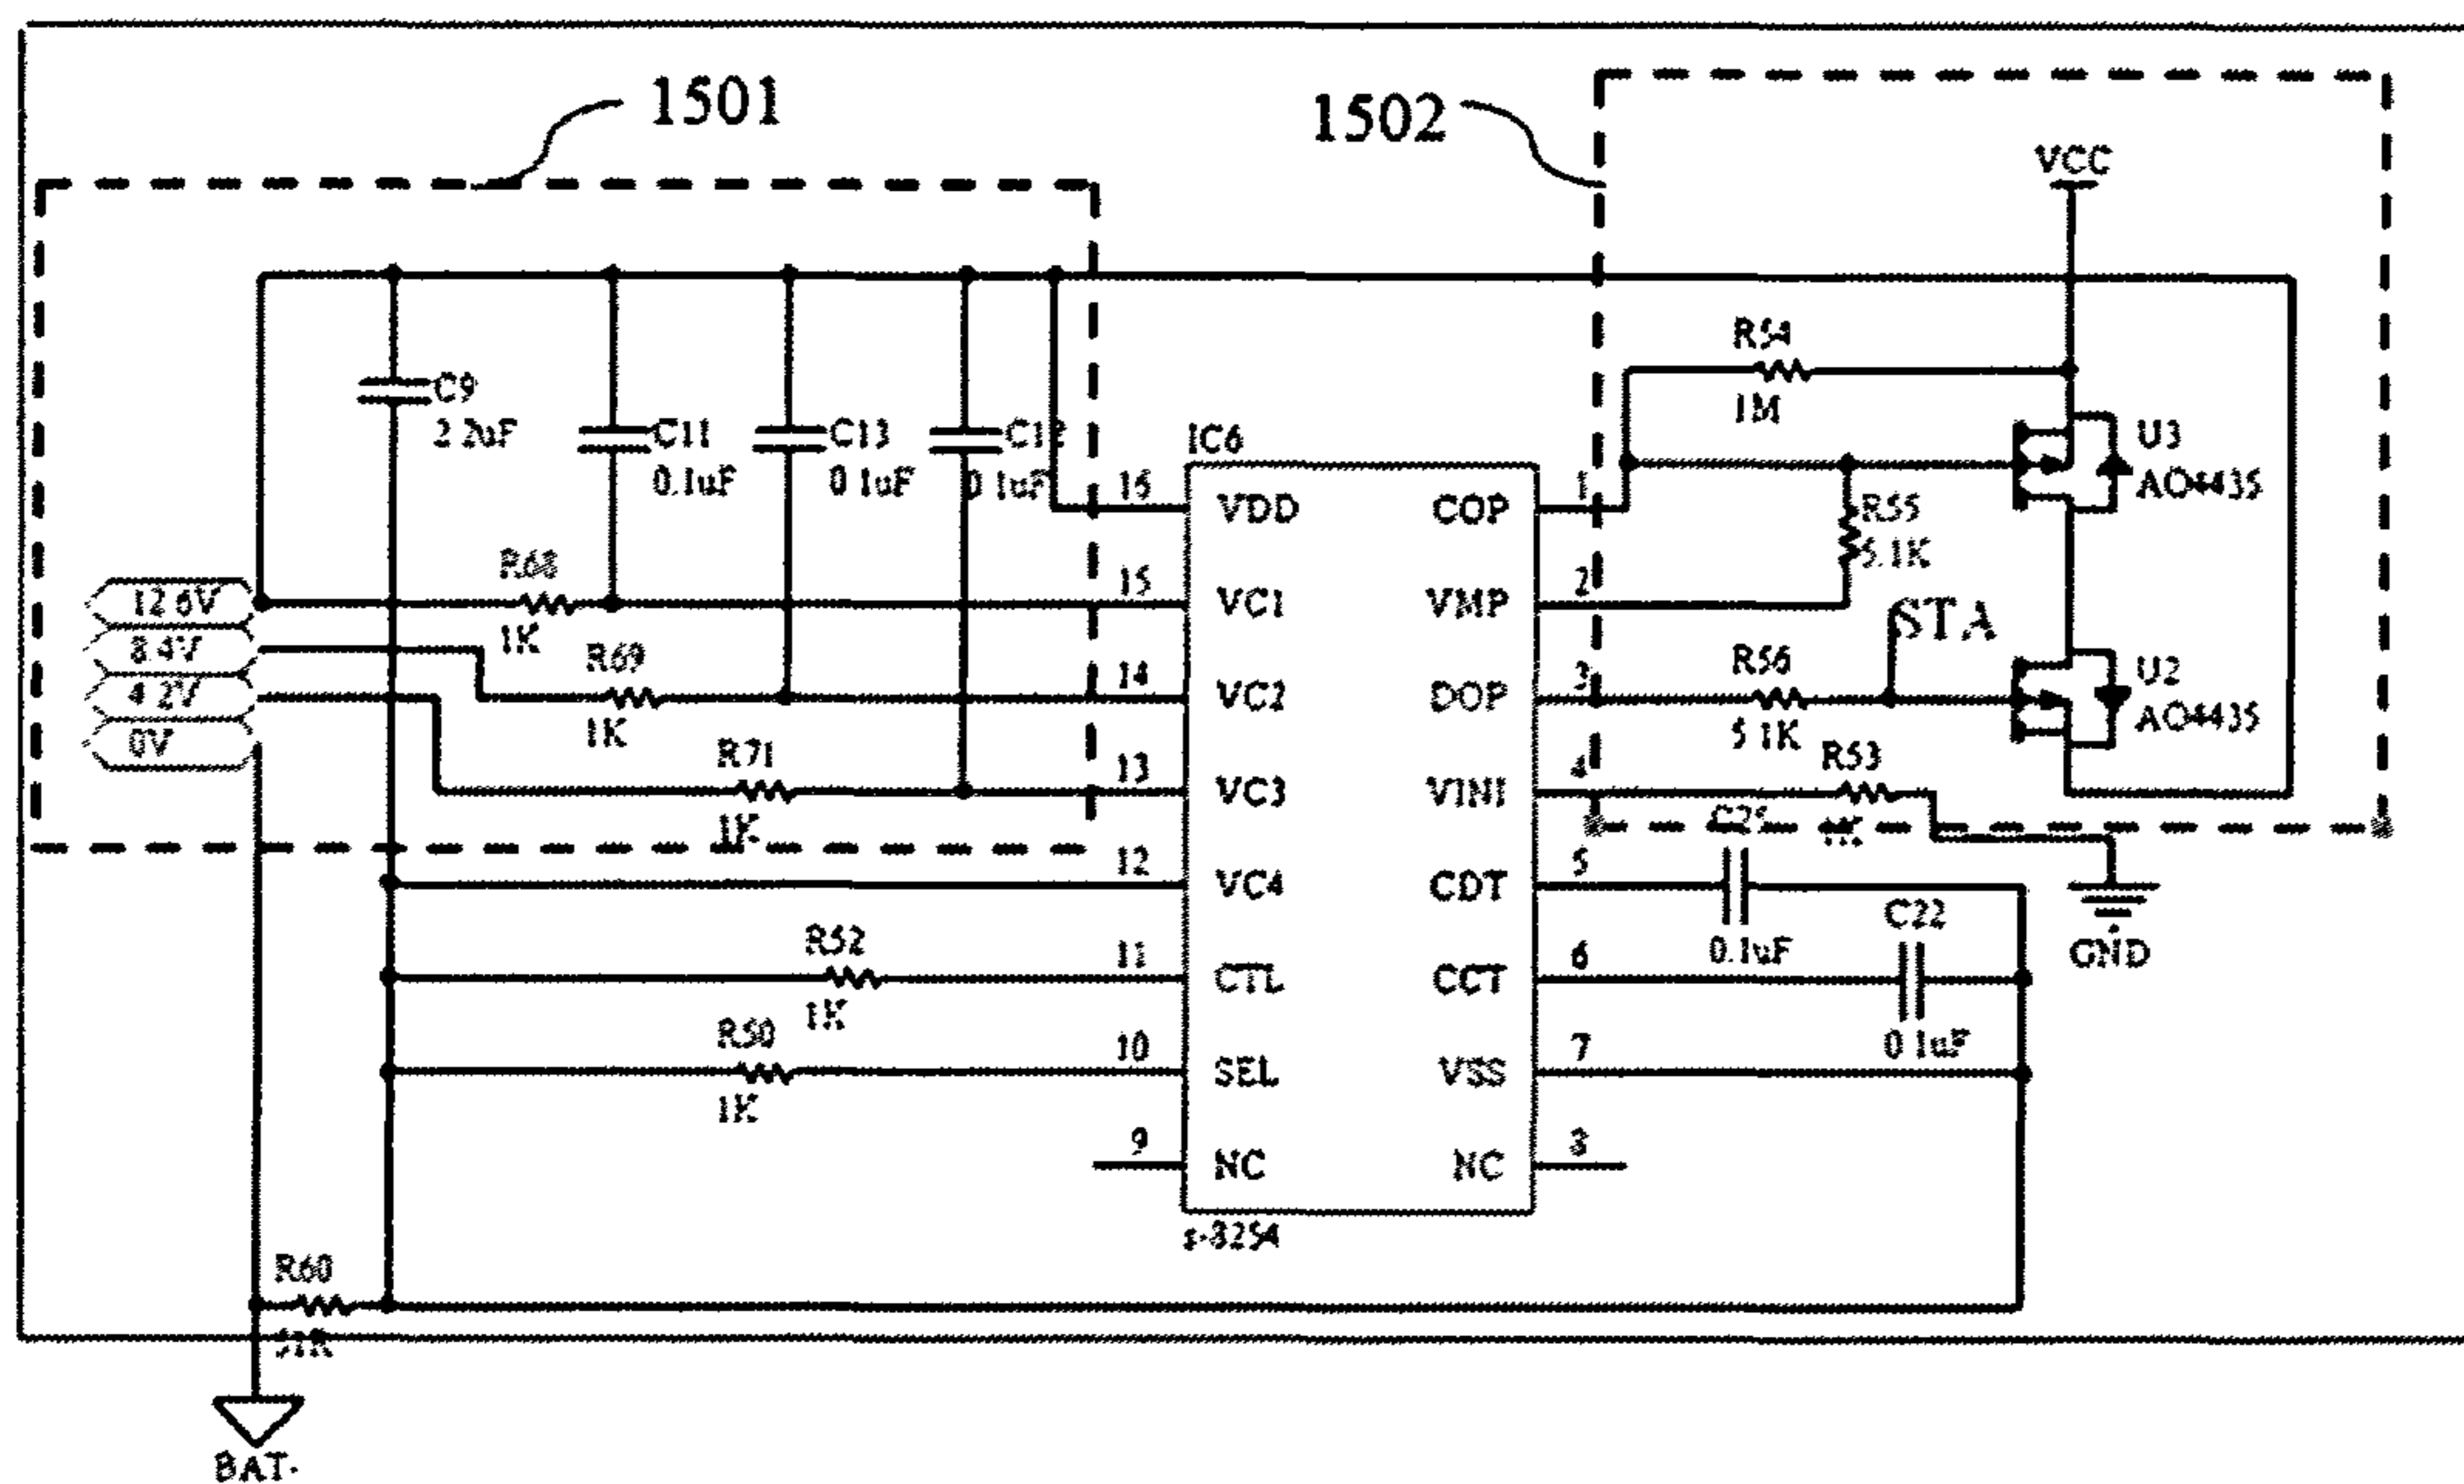 1501
1502
VCC
R54
1M
C9
2.2uF
C11
0.1uF
C13
0.1uF
C12
0.1uF
IC6
U3
AO4435
R55
5.1K
16
VDD
COP
1
12.6V
R68
1K
15
VC1
VMP
2
STA
8.4V
R69
1K
14
VC2
DOP
3
R56
5.1K
U2
AO4435
4.2V
0V
R71
1K
13
VC3
VINI
4
R53
1K
12
VC4
CDT
5
0.1uF
R52
1K
11
CTL
CCT
6
C22
0.1uF
GND
R50
1K
10
SEL
VSS
7
9
NC
NC
8
s-8254
R60
BAT-